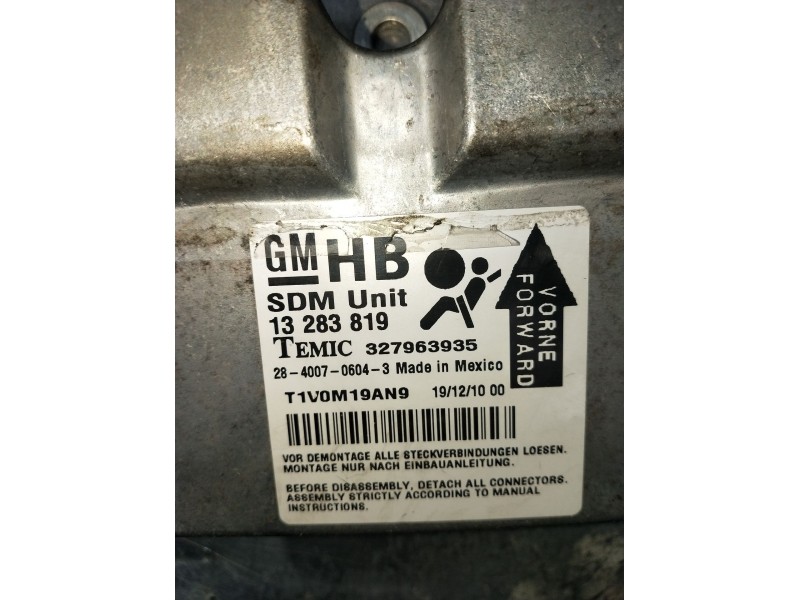 GM HB
SDM Unit
13 283 819
TEMIC 327963935
28-4007-0604-3 Made in Mexico
T1V0M19AN9 19/12/10 00
VORNE
FORWARD
VOR DEMONTAGE ALLE STECKVERBINDUNGEN LOESEN.
MONTAGE NUR NACH EINBAUANLEITUNG.
BEFORE DISASSEMBLY, DETACH ALL CONNECTORS.
ASSEMBLY STRICTLY ACCORDING TO MANUAL
INSTRUCTIONS.